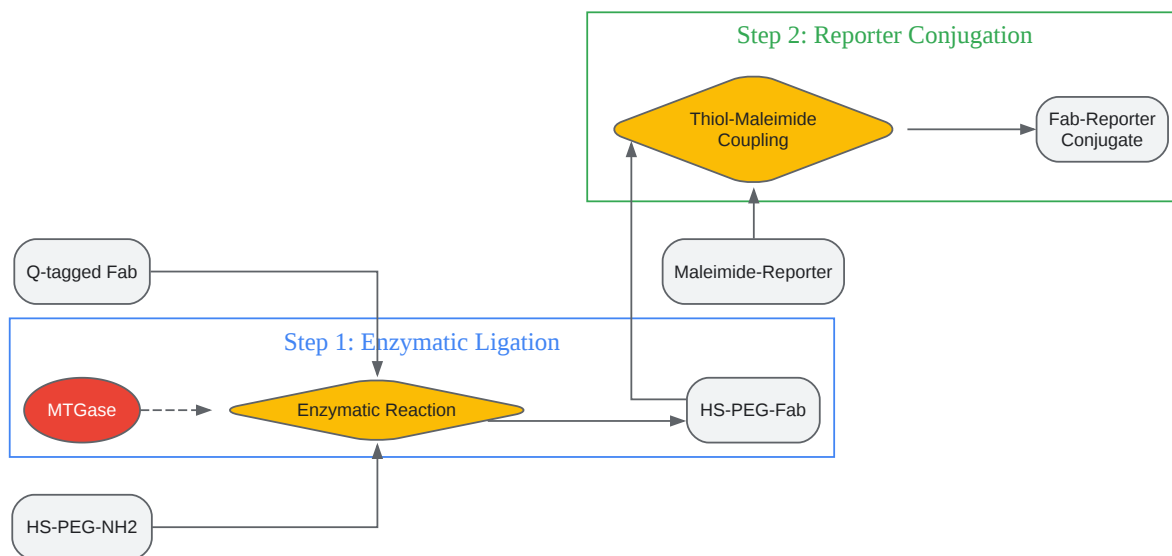 Step 2: Reporter Conjugation
Thiol-Maleimide
Coupling
Fab-Reporter
Conjugate
Q-tagged Fab
Maleimide-Reporter
Step 1: Enzymatic Ligation
MTGase
Enzymatic Reaction
HS-PEG-Fab
HS-PEG-NH2